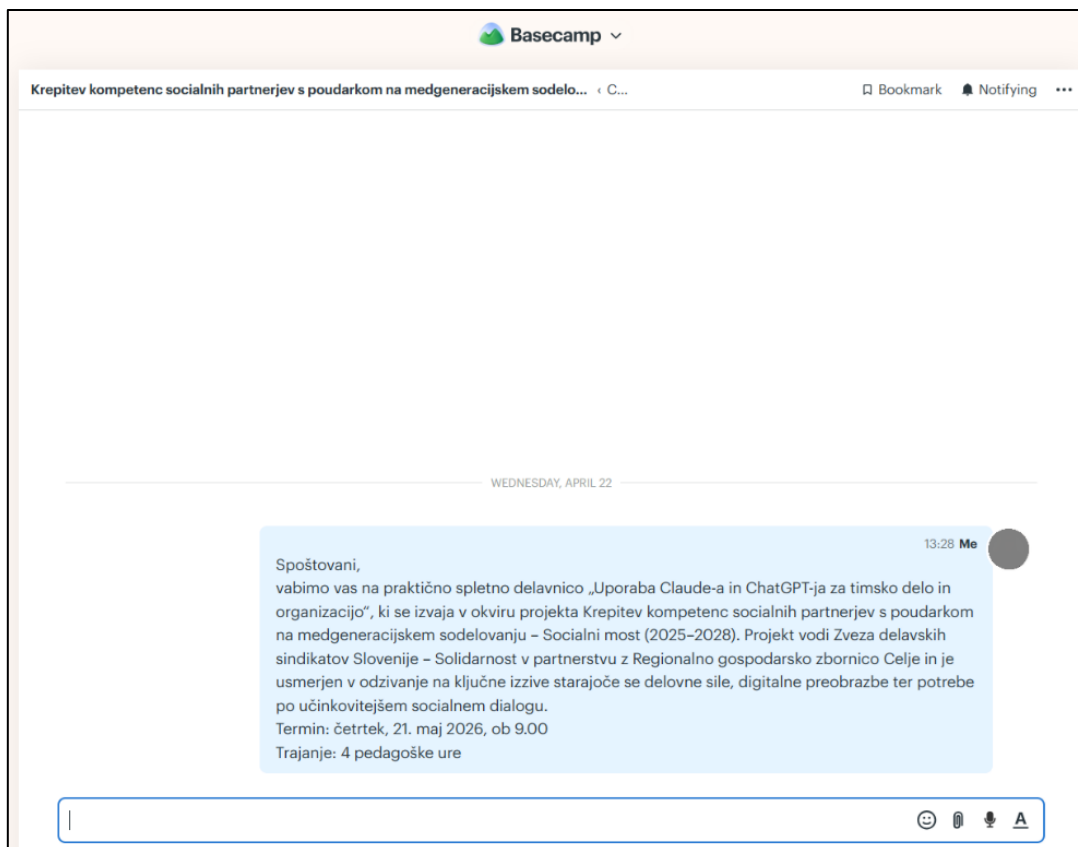 Basecamp
Krepitev kompetenc socialnih partnerjev s poudarkom na medgeneracijskem sodelo... ‹ C...
Bookmark
Notifying
WEDNESDAY, APRIL 22
13:28 Me
Spoštovani,
vabimo vas na praktično spletno delavnico „Uporaba Claude-a in ChatGPT-ja za timsko delo in
organizacijo“, ki se izvaja v okviru projekta Krepitev kompetenc socialnih partnerjev s poudarkom
na medgeneracijskem sodelovanju – Socialni most (2025–2028). Projekt vodi Zveza delavskih
sindikatov Slovenije – Solidarnost v partnerstvu z Regionalno gospodarsko zbornico Celje in je
usmerjen v odzivanje na ključne izzive starajoče se delovne sile, digitalne preobrazbe ter potrebe
po učinkovitejšem socialnem dialogu.
Termin: četrtek, 21. maj 2026, ob 9.00
Trajanje: 4 pedagoške ure
A